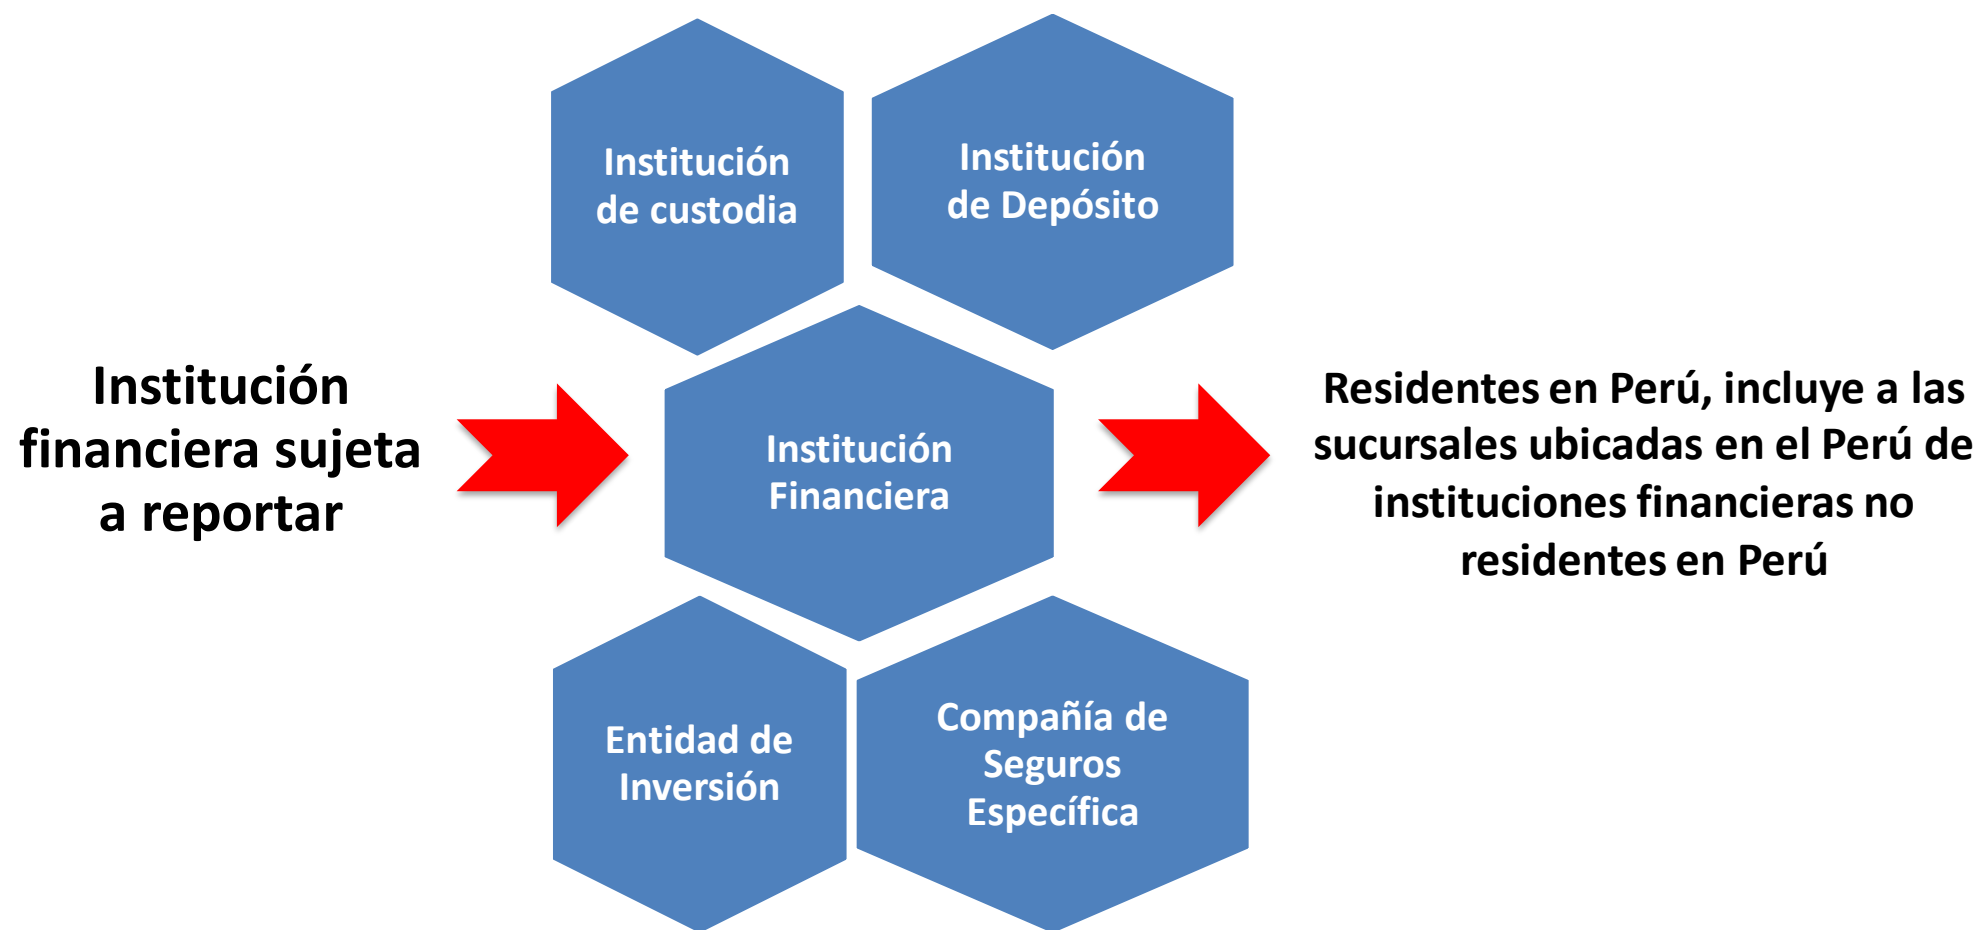 Institución
de custodia
Institución
de Depósito
Institución
financiera sujeta
a reportar
Institución
Financiera
Residentes en Perú, incluye a las
sucursales ubicadas en el Perú de
instituciones financieras no
residentes en Perú
Entidad de
Inversión
Compañía de
Seguros
Específica